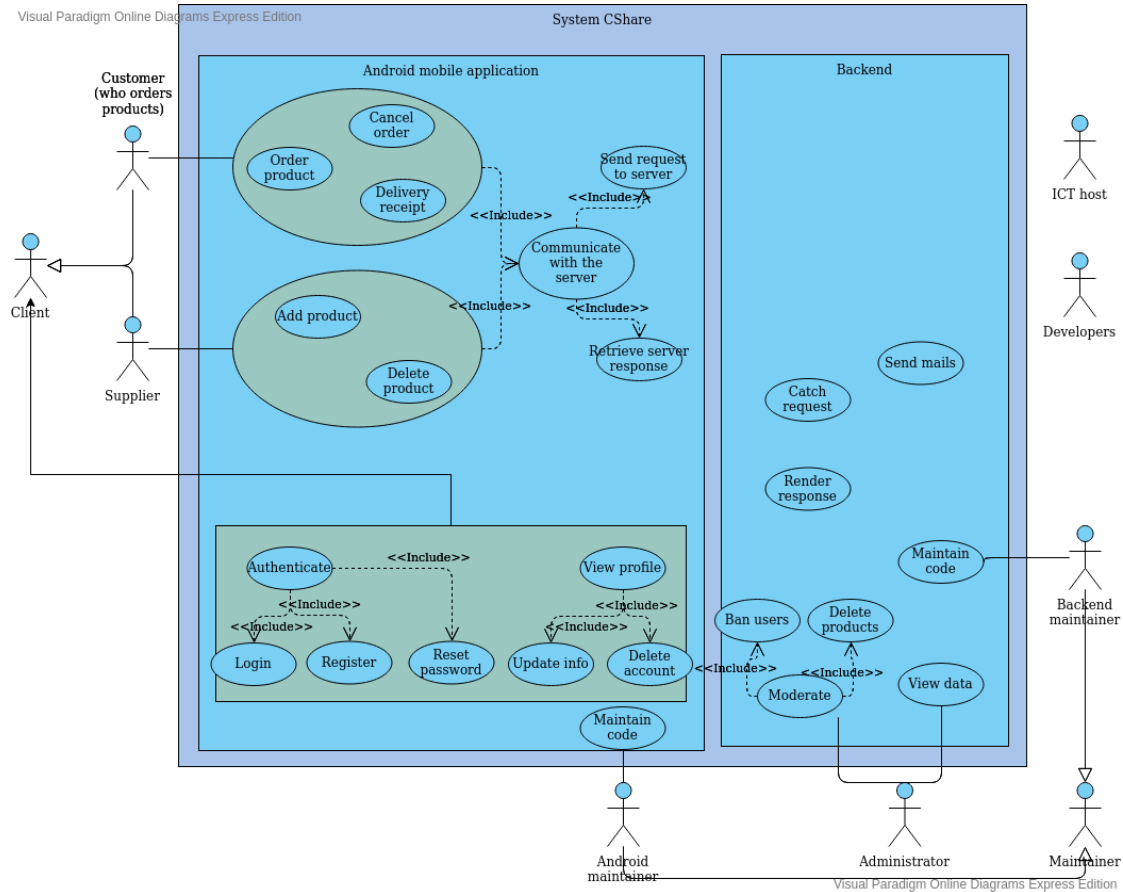 Visual Paradigm Online Diagrams Express Edition
System CShare
Android mobile application
Backend
Customer
(who orders
products)
Cancel
order
Order
product
Delivery
receipt
Send request
to server
<<Include>>
<<Include>>
Communicate
with the
server
ICT host
Client
Add product
<<Include>>
<<Include>>
Retrieve server
response
Delete
product
Supplier
Developers
Send mails
Catch
request
Render
response
Authenticate
<<Include>>
View profile
Maintain
code
<<Include>>
<<Include>>
<<Include>>
<<Include>>
Login
Register
Reset
password
Update info
Delete
account
Ban users
Delete
products
Backend
maintainer
<<Include>>
<<Include>>
Moderate
View data
Maintain
code
Android
maintainer
Administrator
Maintainer
Visual Paradigm Online Diagrams Express Edition